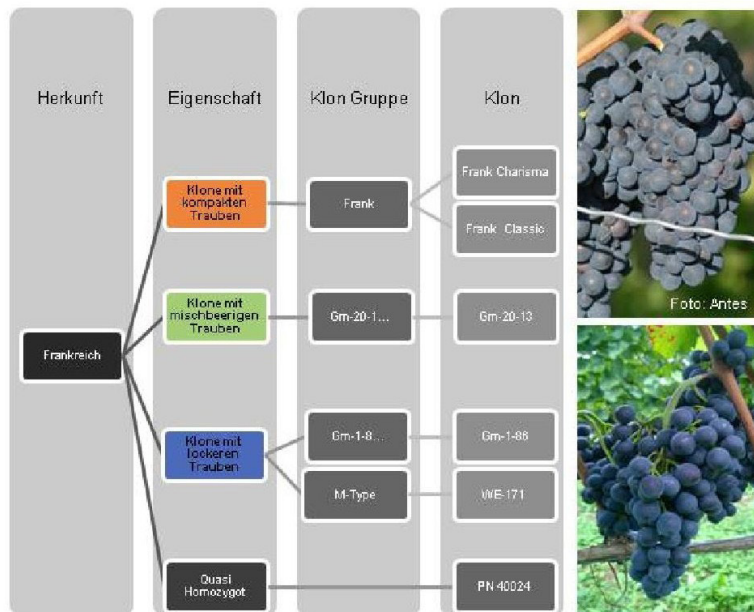 Herkunft
Eigenschaft
Klon Gruppe
Klon
Frankreich
Klone mit
kompakten
Trauben
Frank
Frank Charisma
Frank Classic
Klone mit
mischbeerigen
Trauben
Gm-20-1...
Gm-20-13
Klone mit
lockeren
Trauben
Gm-1-8...
Gm-1-86
M-Type
WE-171
Quasi
Homozygot
PN 40024
Foto: Antes